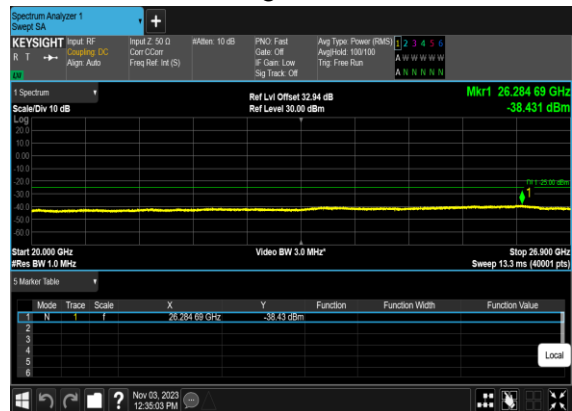 Spectrum Analyzer 1
Swept SA
+
KEYSIGHT Input: RF Input Z: 50 Ω #Atten: 10 dB PNO: Fast Avg Type: Power (RMS) 1 2 3 4 5 6
R T Coupling: DC Corr CCorr Gate: Off Avg|Hold: 100/100 A W W W W W
Align: Auto Freq Ref: Int (S) IF Gain: Low Trig: Free Run
LXI Sig Track: Off A N N N N N
1 Spectrum Ref Lvl Offset 32.94 dB Mkr1 26.284 69 GHz
Scale/Div 10 dB Ref Level 30.00 dBm -38.431 dBm
Log
20.0
10.0
0.00
-10.0
-20.0
DL1 -25.00 dBm
-30.0
1
-40.0
-50.0
-60.0
Start 20.000 GHz Video BW 3.0 MHz* Stop 26.900 GHz
#Res BW 1.0 MHz Sweep 13.3 ms (40001 pts)
5 Marker Table
Mode Trace Scale X Y Function Function Width Function Value
1 N 1 f 26.284 69 GHz -38.43 dBm
2
3
4
5
6
Local
? Nov 03, 2023
12:35:03 PM